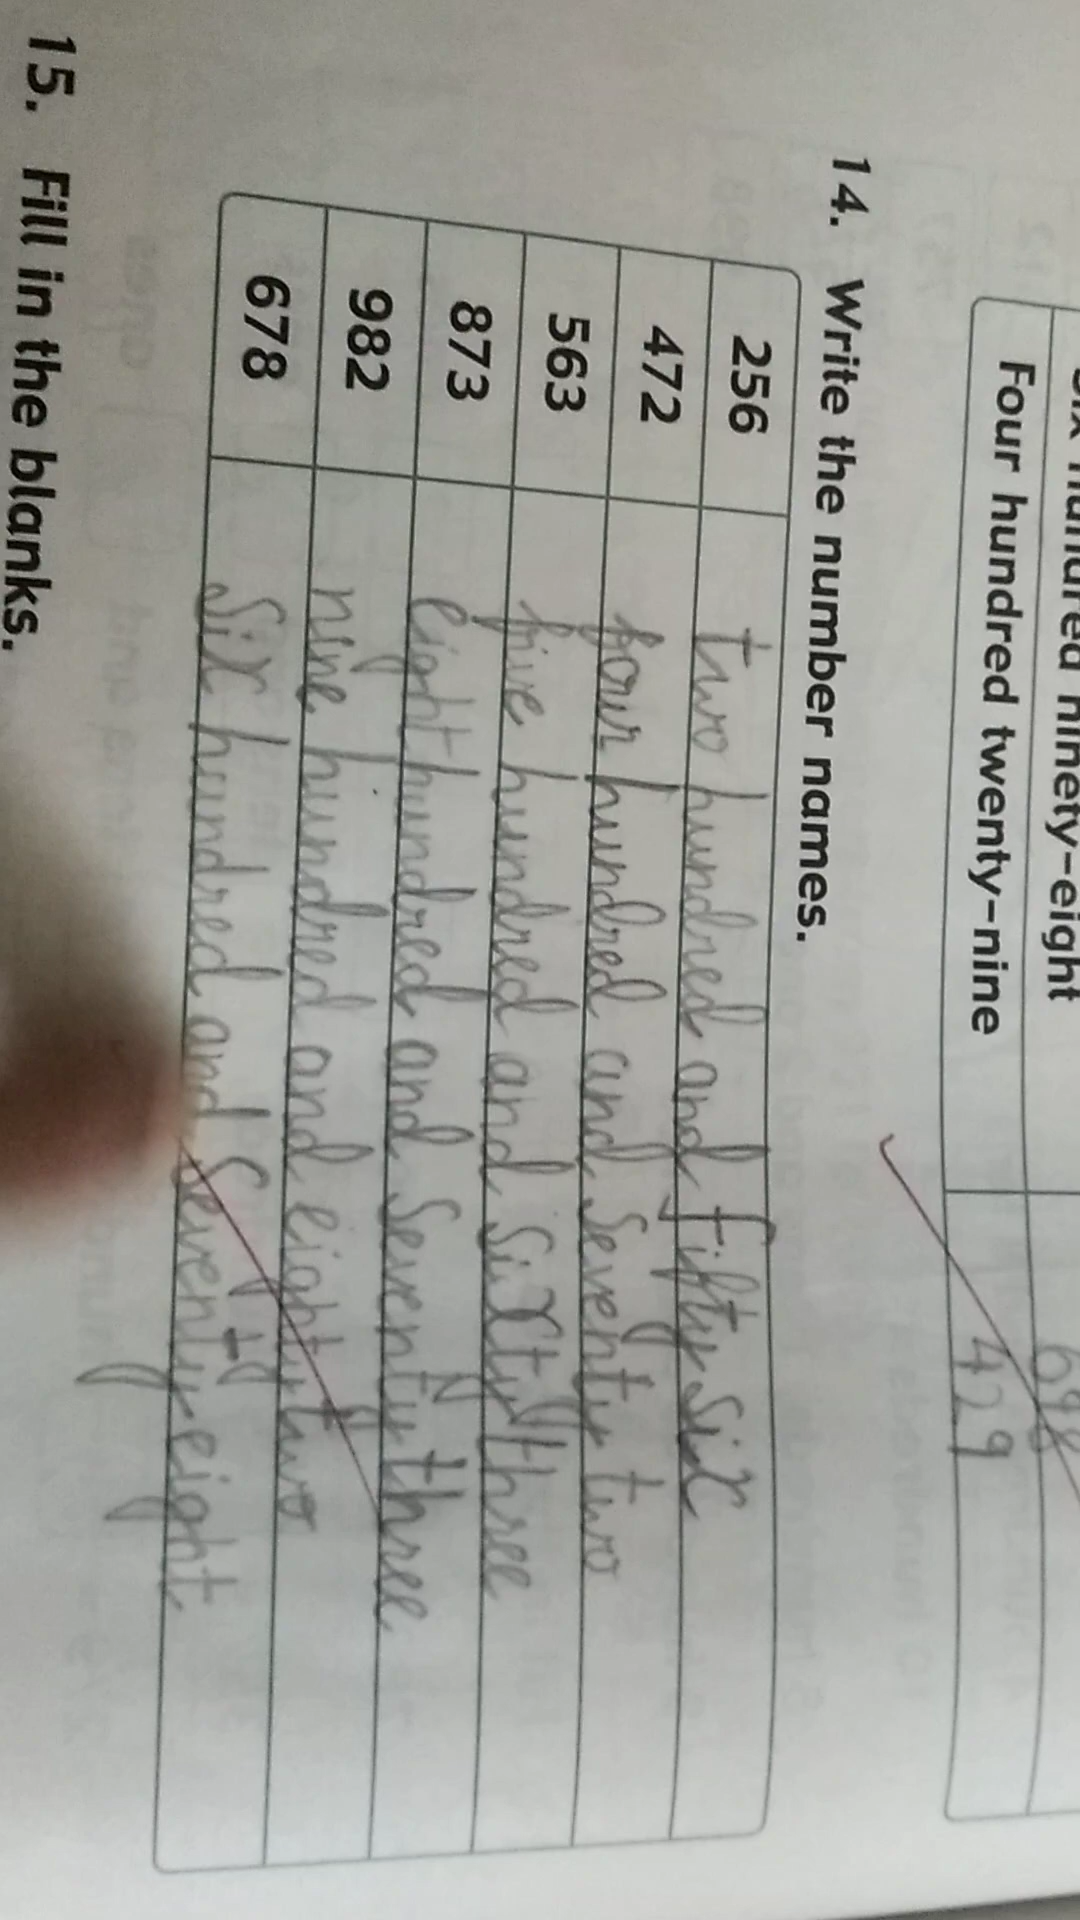 hundred ninety-eight 698
Four hundred twenty-nine 429
14. Write the number names.
256 two hundred and fifty six
472 four hundred and Seventy two
563 five hundred and Sixty three
873 eight hundred and Seventy three
982 nine hundred and eighty two
678 Six hundred and Seventy eight
15. Fill in the blanks.